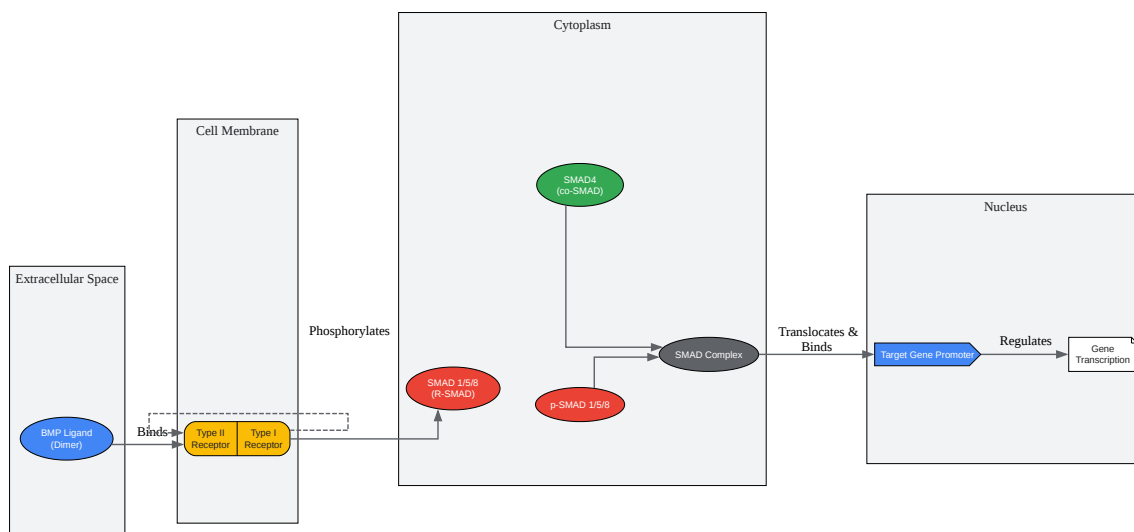 Cytoplasm
Cell Membrane
SMAD4
(co-SMAD)
Nucleus
Extracellular Space
Phosphorylates
Translocates &
Binds
SMAD Complex
Target Gene Promoter
Regulates
Gene
Transcription
SMAD 1/5/8
(R-SMAD)
p-SMAD 1/5/8
BMP Ligand
(Dimer)
Binds
Type II
Receptor
Type I
Receptor